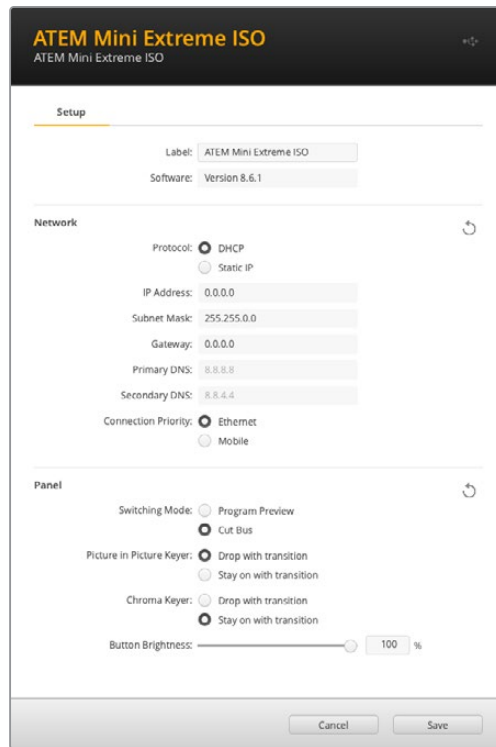 ATEM Mini Extreme ISO
ATEM Mini Extreme ISO
Setup
Label: ATEM Mini Extreme ISO
Software: Version 8.6.1
Network
Protocol: DHCP
Static IP
IP Address: 0.0.0.0
Subnet Mask: 255.255.0.0
Gateway: 0.0.0.0
Primary DNS: 8.8.8.8
Secondary DNS: 8.8.4.4
Connection Priority: Ethernet
Mobile
Panel
Switching Mode: Program Preview
Cut Bus
Picture in Picture Keyer: Drop with transition
Stay on with transition
Chroma Keyer: Drop with transition
Stay on with transition
Button Brightness: 100 %
Cancel Save